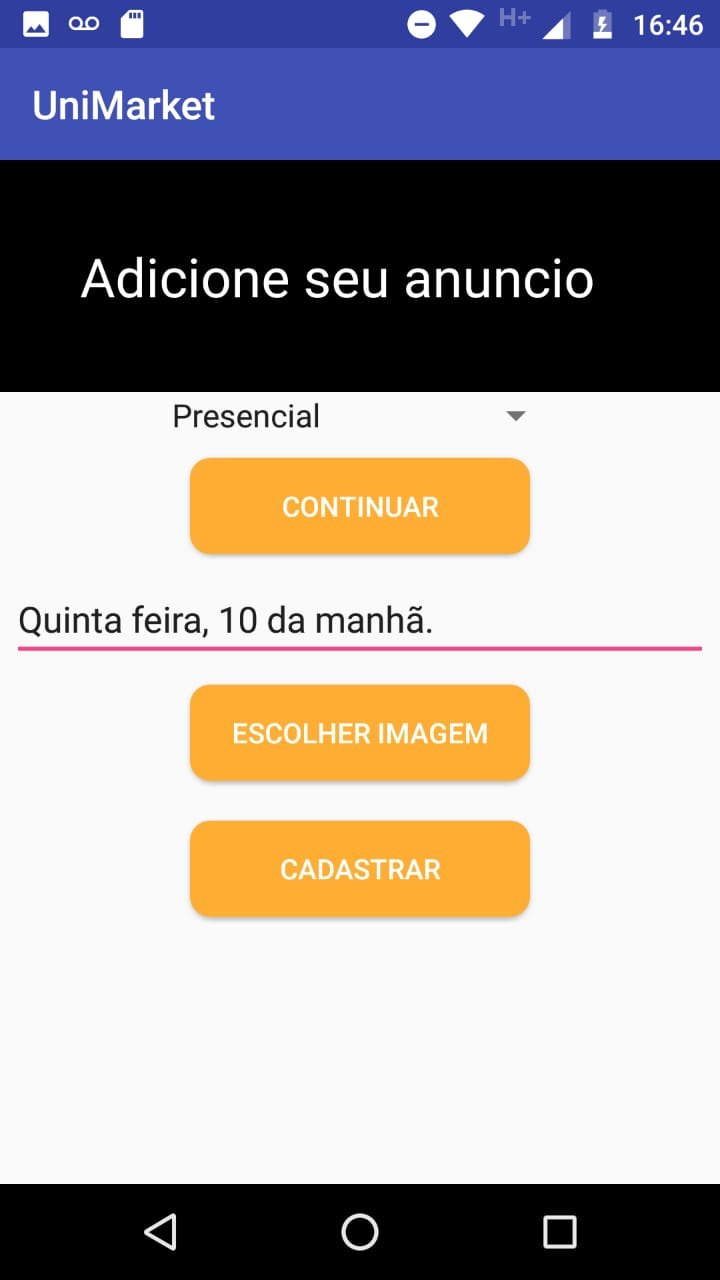 H+ 16:46
UniMarket
Adicione seu anuncio
Presencial
CONTINUAR
Quinta feira, 10 da manhã.
ESCOLHER IMAGEM
CADASTRAR